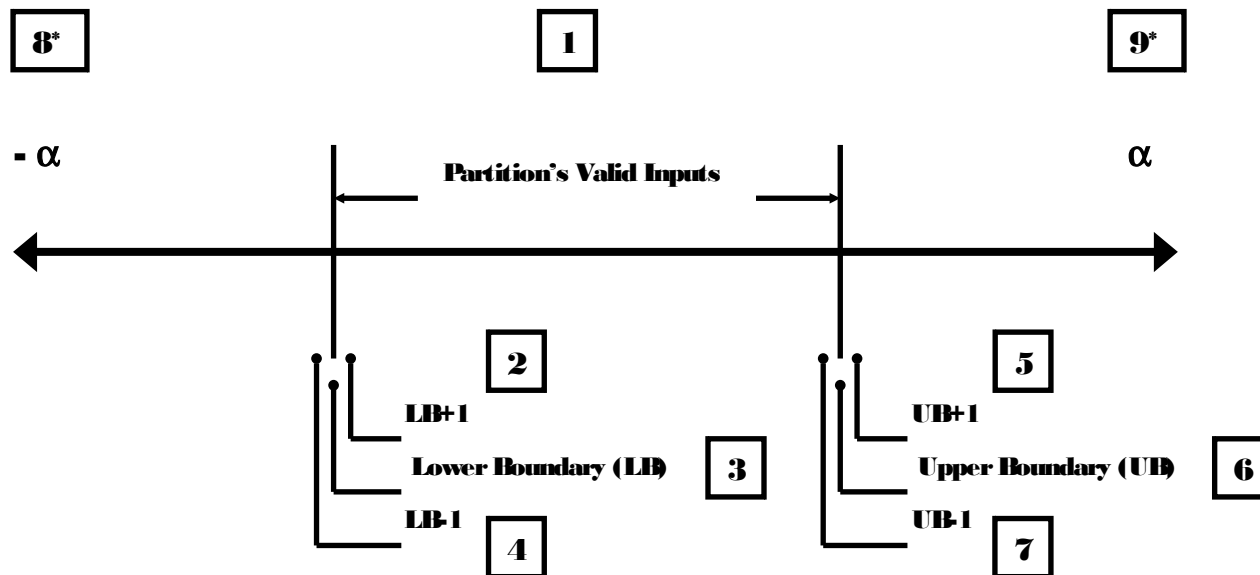 8* 1 9*
- α α
Partition's Valid Inputs
2 5
LB+1 UB+1
Lower Boundary (LB) 3 Upper Boundary (UB) 6
LB-1 UB-1
4 7